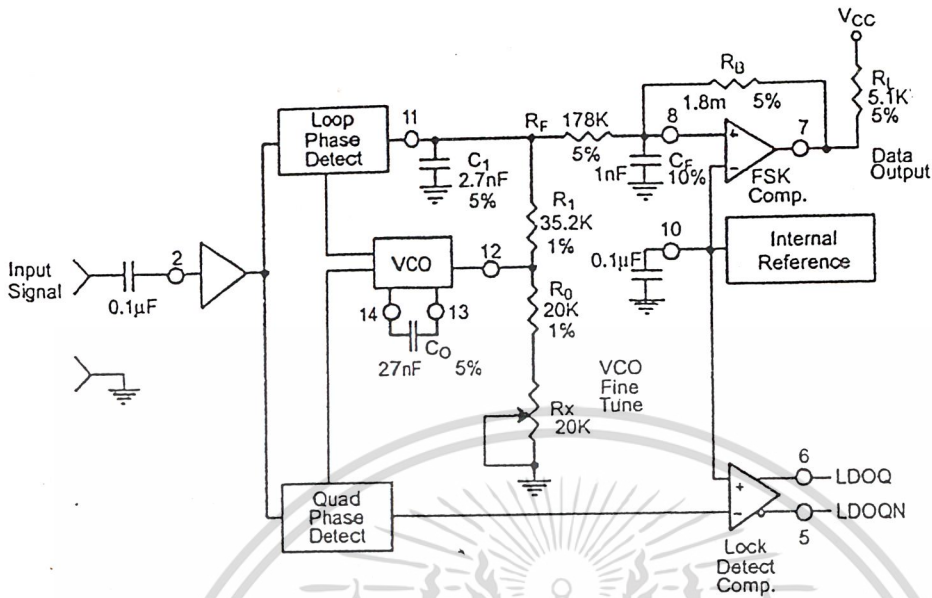 VCC
RB
1.8m 5%
RL
5.1K
5%
Loop
Phase
Detect
11
RF
178K
5%
8
+
−
7
FSK
Comp.
Data
Output
C1
2.7nF
5%
1nF
CF
10%
R1
35.2K
1%
10
0.1µF
Internal
Reference
Input
Signal
0.1µF
2
VCO
12
14
13
CO
27nF 5%
R0
20K
1%
VCO
Fine
Tune
Rx
20K
Quad
Phase
Detect
+
−
6
LDOQ
LDOQN
5
Lock
Detect
Comp.